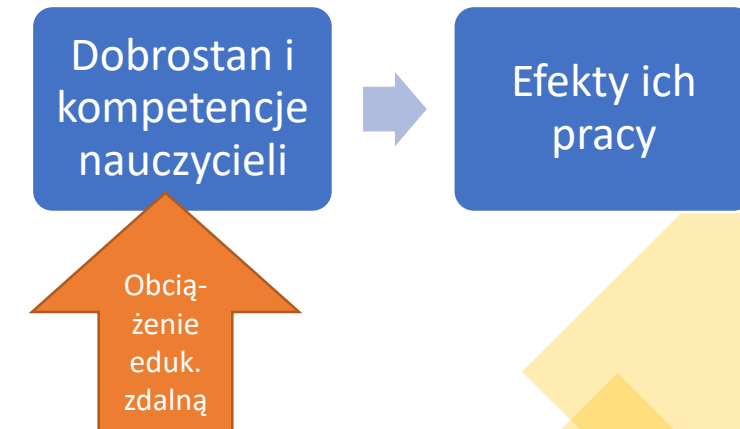 Dobrostan i
kompetencje
nauczycieli
Efekty ich
pracy
Obcią-
żenie
eduk.
zdalną